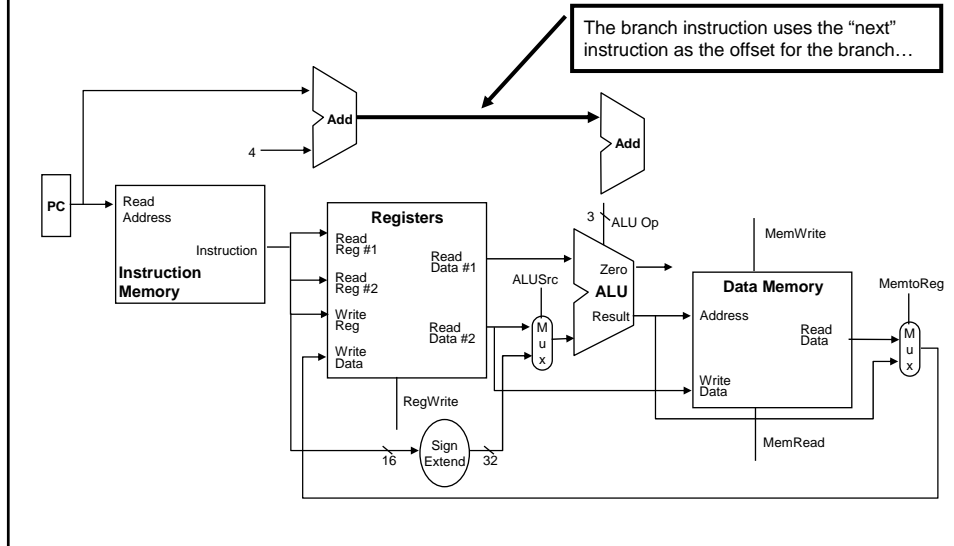 The branch instruction uses the “next”
instruction as the offset for the branch…
Add
4
Add
PC
Read
Address
Instruction
Instruction
Memory
Registers
Read
Reg #1
Read
Reg #2
Write
Reg
Write
Data
Read
Data #1
Read
Data #2
RegWrite
16
Sign
Extend
32
ALUSrc
M
u
x
3
ALU Op
Zero
ALU
Result
MemWrite
Data Memory
Address
Read
Data
Write
Data
MemRead
MemtoReg
M
u
x